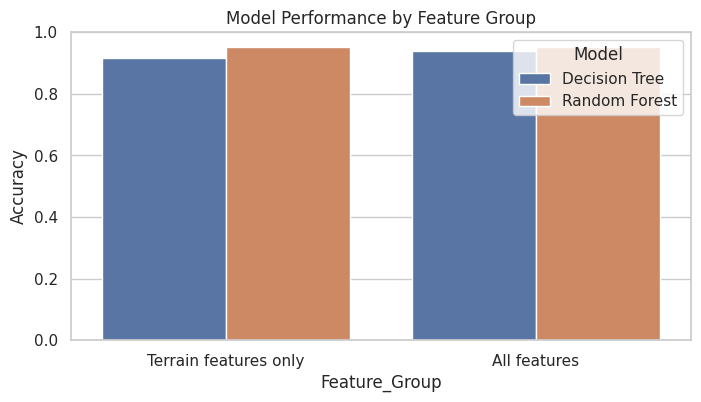 Model Performance by Feature Group
1.0
0.8
0.6
0.4
0.2
0.0
Accuracy
Model
Decision Tree
Random Forest
Terrain features only
All features
Feature_Group